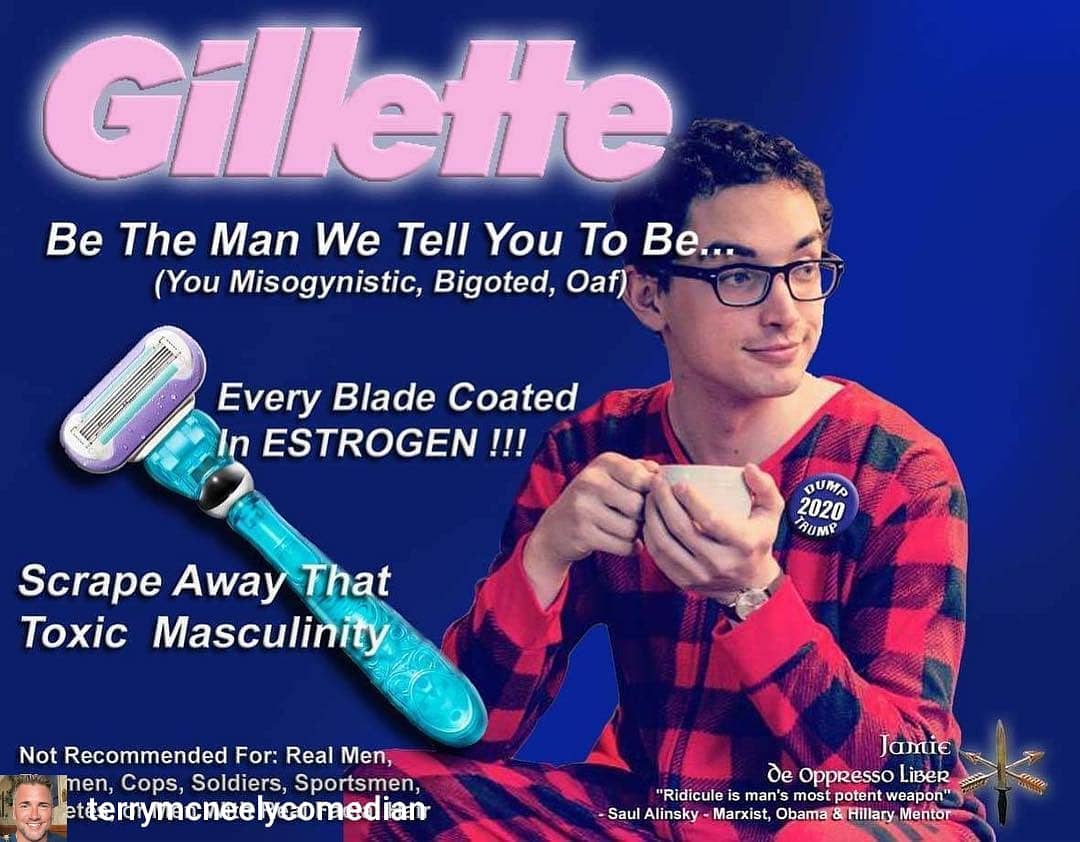 Gillette
Be The Man We Tell You To Be...
(You Misogynistic, Bigoted, Oaf)
Every Blade Coated
In ESTROGEN !!!
DUMP
2020
TRUMP
Scrape Away That
Toxic Masculinity
Not Recommended For: Real Men,
men, Cops, Soldiers, Sportsmen,
terrymcneelycomedian
Jamie
De Oppresso Liber
"Ridicule is man's most potent weapon"
- Saul Alinsky - Marxist, Obama & Hillary Mentor